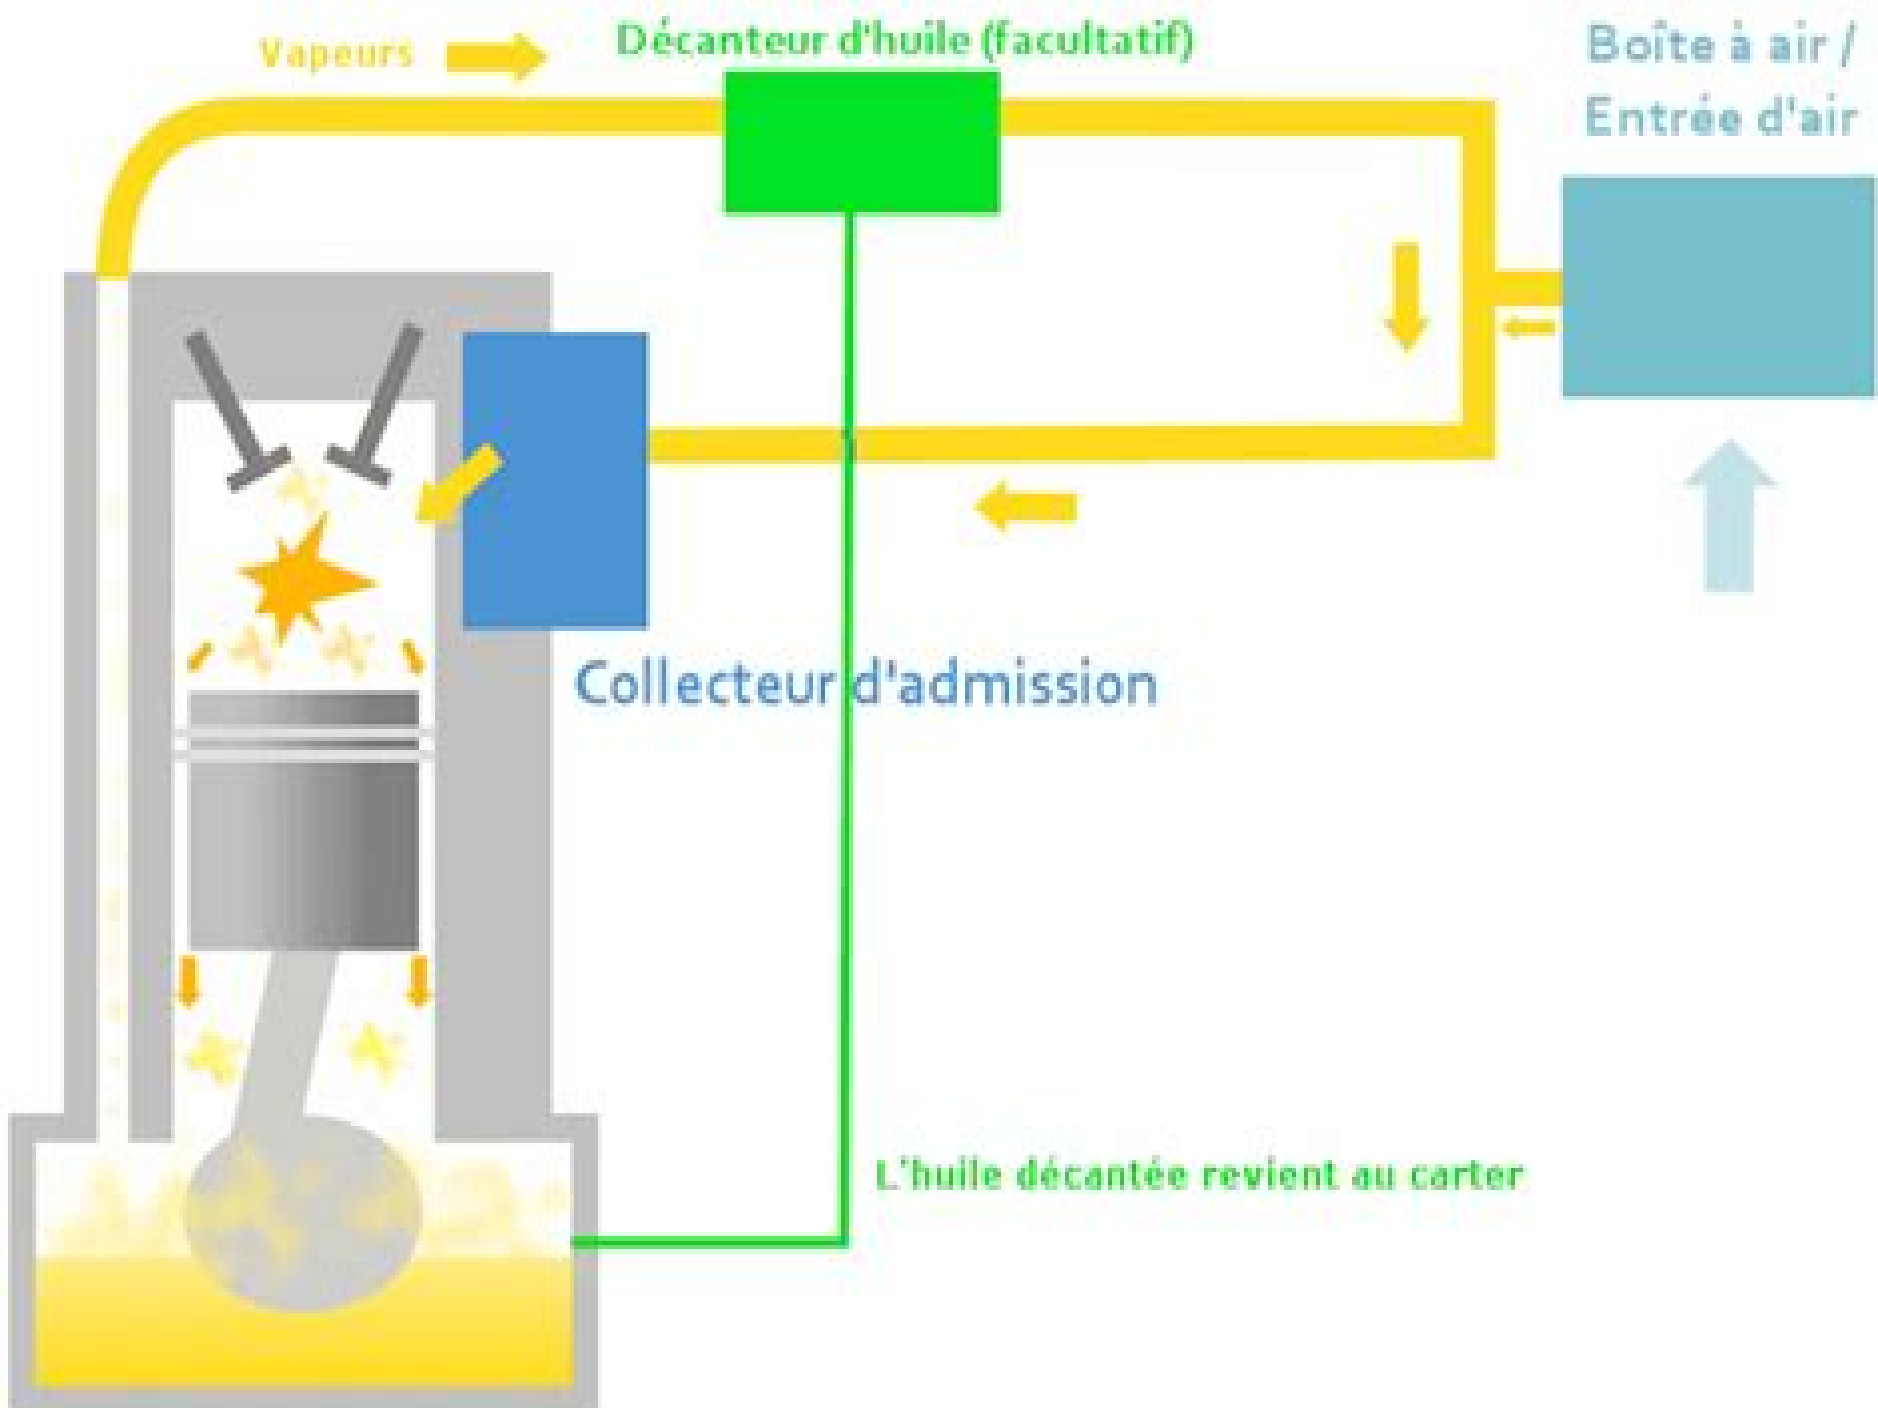 Vapeurs
Décanteur d'huile (facultatif)
Boîte à air /
Entrée d'air
Collecteur d'admission
L'huile décantée revient au carter